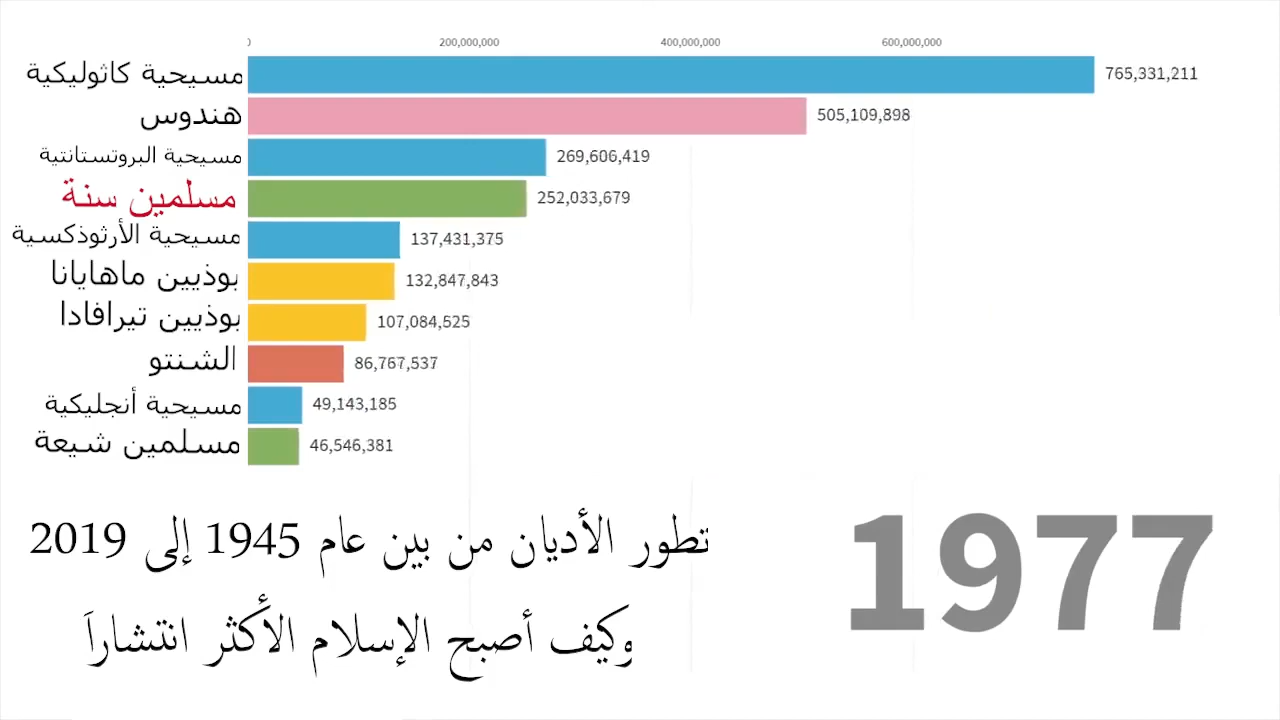 0 200,000,000 400,000,000 600,000,000
مسيحية كاثوليكية 765,331,211
هندوس 505,109,898
مسيحية البروتستانتية 269,606,419
مسلمين سنة 252,033,679
مسيحية الأرثوذكسية 137,431,375
بوذيين ماهايانا 132,847,843
بوذيين تيرافادا 107,084,525
الشنتو 86,767,537
مسيحية أنجليكية 49,143,185
مسلمين شيعة 46,546,381
تطور الأديان من بين عام 1945 إلى 2019
وكيف أصبح الإسلام الأكثر انتشاراَ
1977